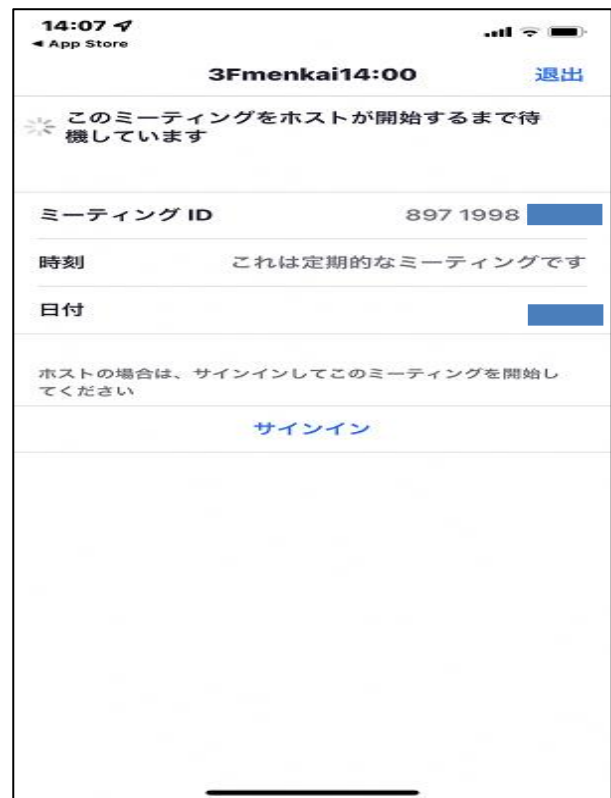 14:07
◀ App Store
3Fmenkai14:00
退出
このミーティングをホストが開始するまで待
機しています
ミーティング ID
897 1998
時刻
これは定期的なミーティングです
日付
ホストの場合は、サインインしてこのミーティングを開始し
てください
サインイン